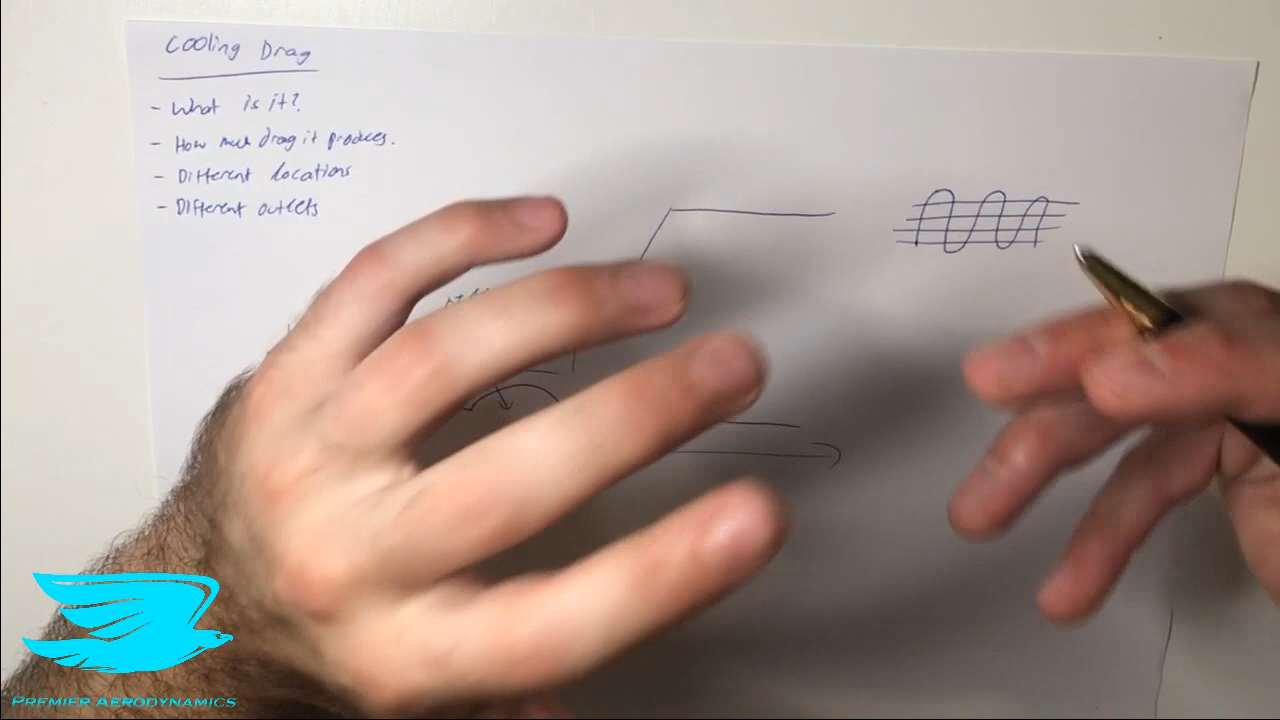 Cooling Drag
- What is it?
- How much drag it produces.
- Different locations
- Different outlets
PREMIER AERODYNAMICS